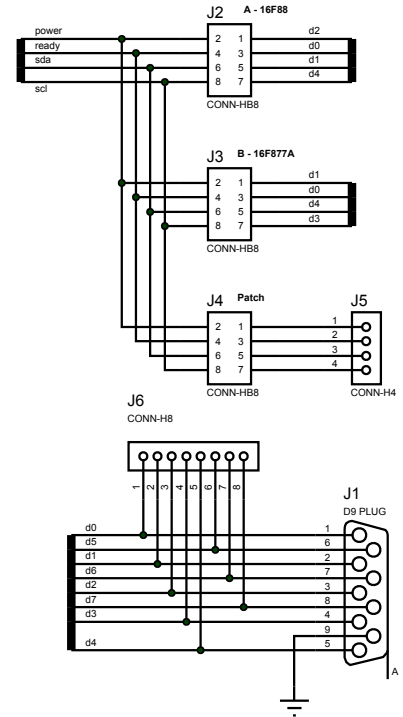 J2 A - 16F88
power 2 1 d2
ready 4 3 d0
sda 6 5 d1
scl 8 7 d4
CONN-HB8
J3 B - 16F877A
2 1 d1
4 3 d0
6 5 d4
8 7 d3
CONN-HB8
J4 Patch J5
2 1 1
4 3 2
6 5 3
8 7 4
CONN-HB8 CONN-H4
J6
CONN-H8
1 2 3 4 5 6 7 8
J1
D9 PLUG
d0 1
d5 6
d1 2
d6 7
d2 3
d7 8
d3 4
9
d4 5
A